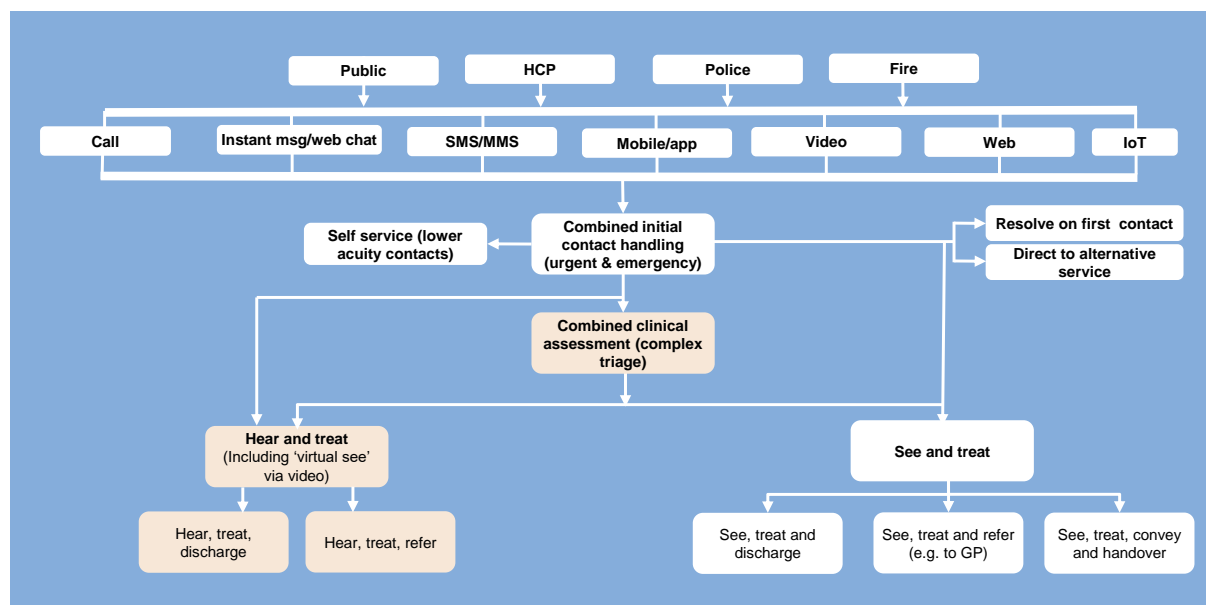 Public
HCP
Police
Fire
Call
Instant msg/web chat
SMS/MMS
Mobile/app
Video
Web
IoT
Self service (lower
acuity contacts)
Combined initial
contact handling
(urgent & emergency)
Resolve on first contact
Direct to alternative
service
Combined clinical
assessment (complex
triage)
Hear and treat
(Including ‘virtual see’
via video)
See and treat
Hear, treat,
discharge
Hear, treat, refer
See, treat and
discharge
See, treat and refer
(e.g. to GP)
See, treat, convey
and handover